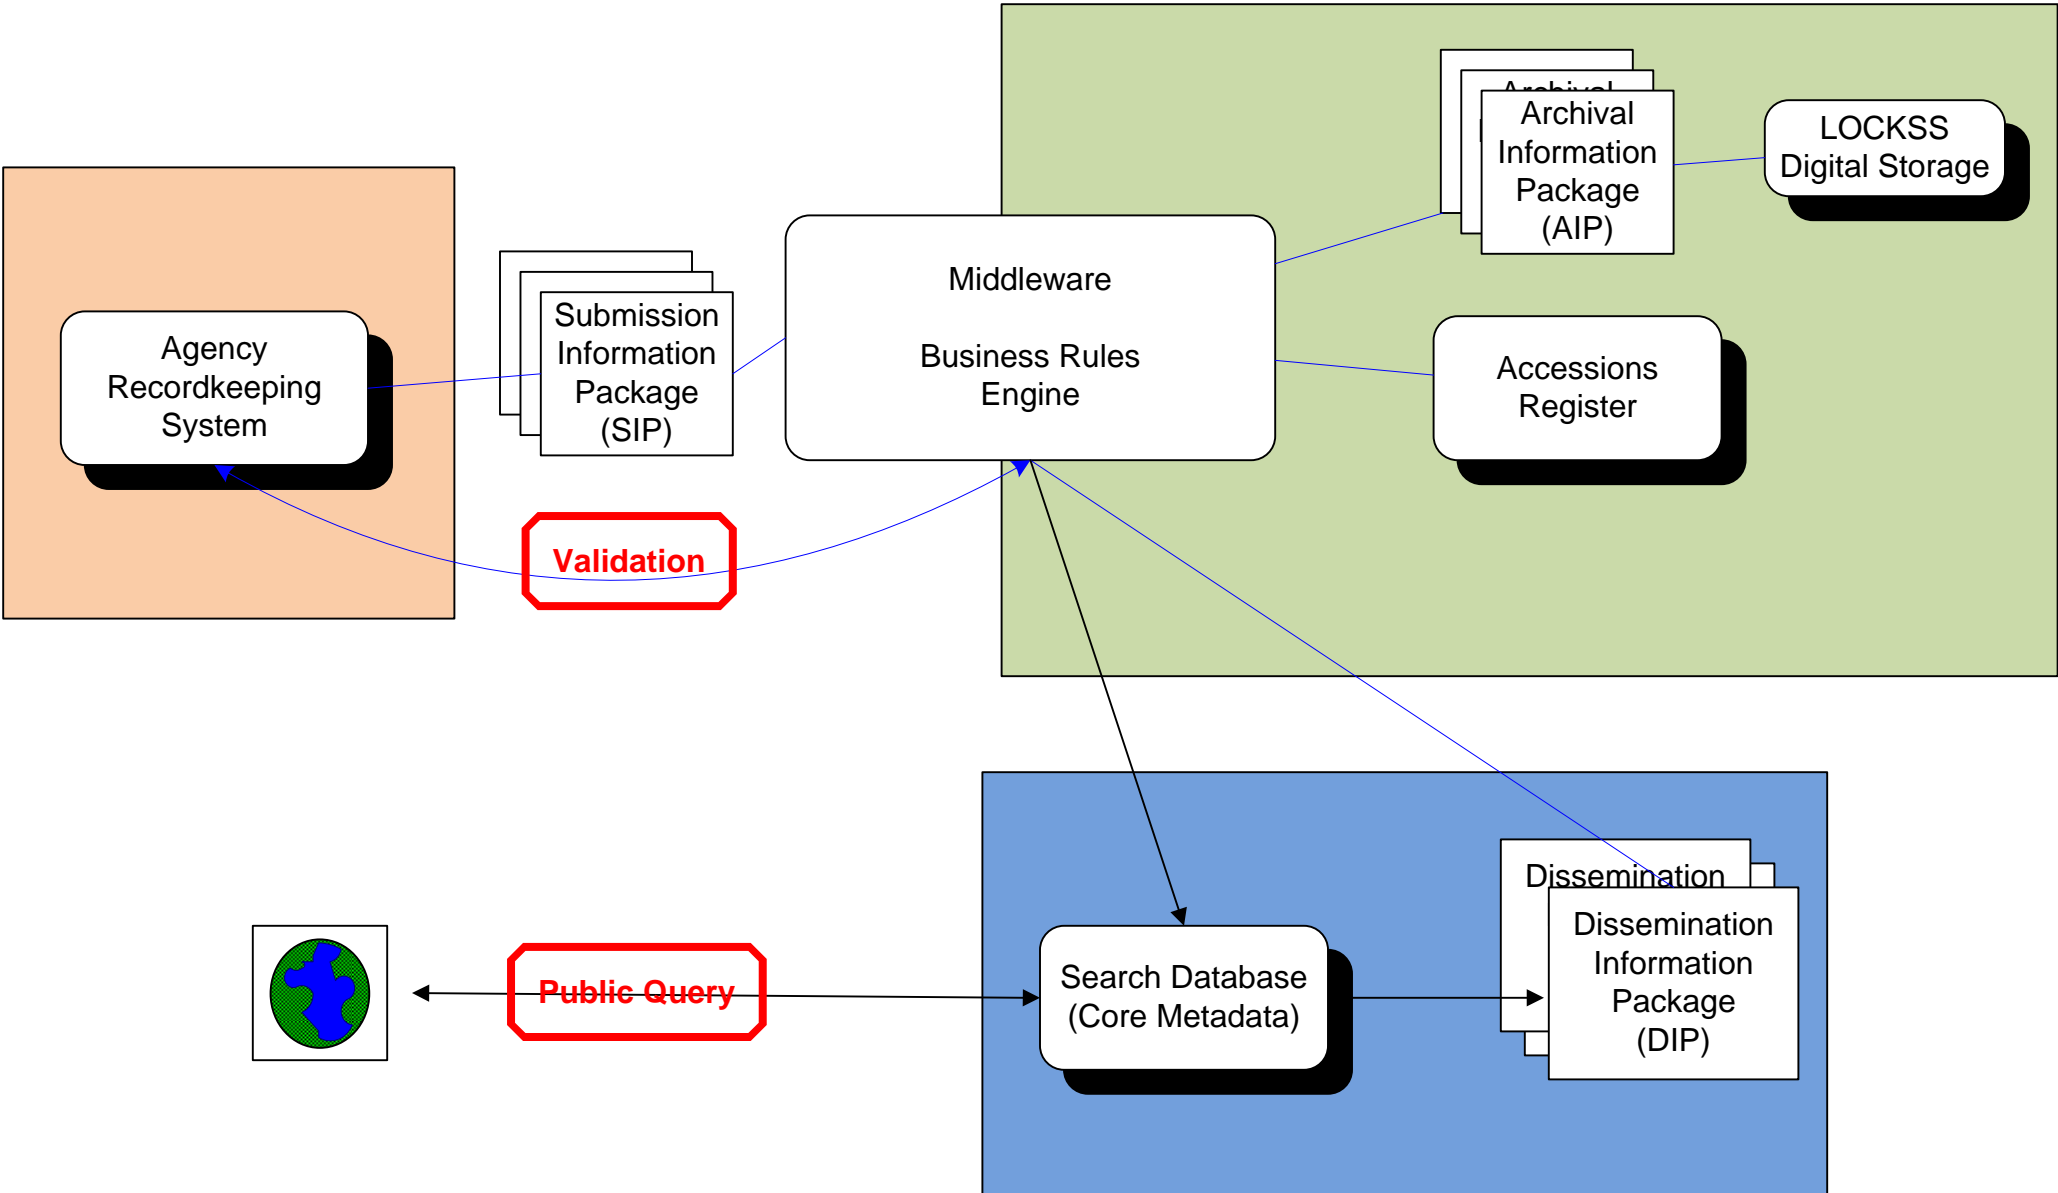 Archival
Archival
Information
Package
(AIP)
LOCKSS
Digital Storage
Middleware
Business Rules
Engine
Submission
Information
Package
(SIP)
Agency
Recordkeeping
System
Accessions
Register
Validation
Dissemination
Dissemination
Information
Package
(DIP)
Search Database
(Core Metadata)
Public Query